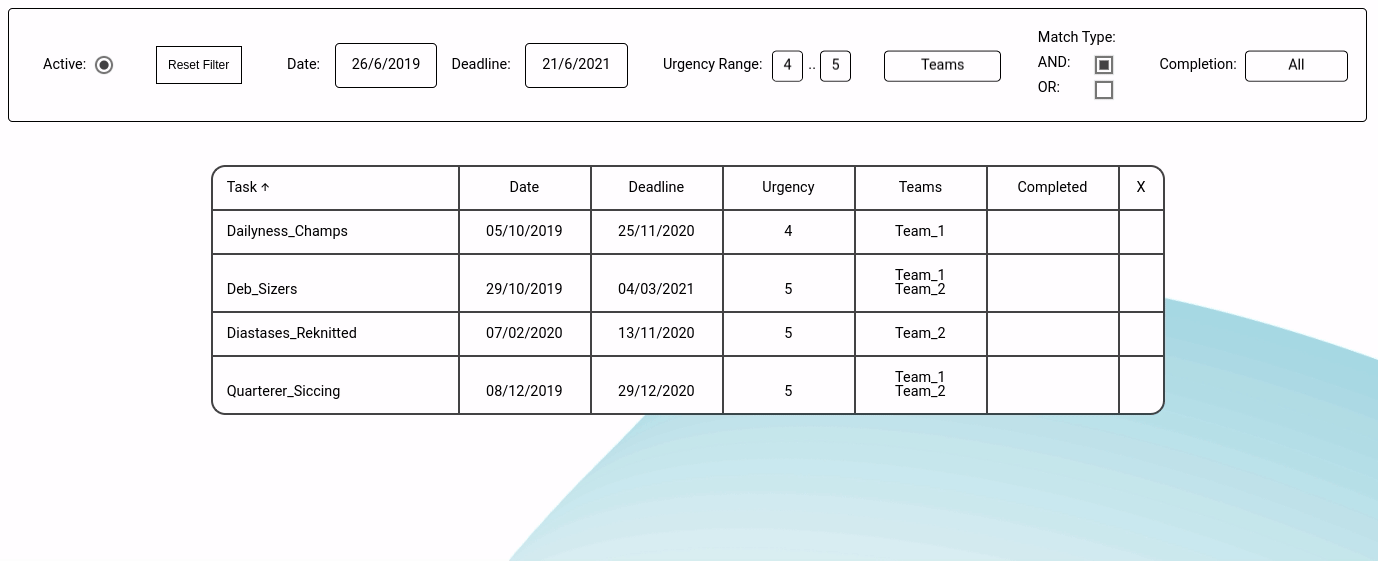 Active: Reset Filter Date: 26/6/2019 Deadline: 21/6/2021 Urgency Range: 4 .. 5 Teams
Match Type:
AND:
OR:
Completion: All
Task ↑ Date Deadline Urgency Teams Completed X
Dailyness_Champs 05/10/2019 25/11/2020 4 Team_1
Team_1
Deb_Sizers 29/10/2019 04/03/2021 5 Team_2
Diastases_Reknitted 07/02/2020 13/11/2020 5 Team_2
Team_1
Quarterer_Siccing 08/12/2019 29/12/2020 5 Team_2